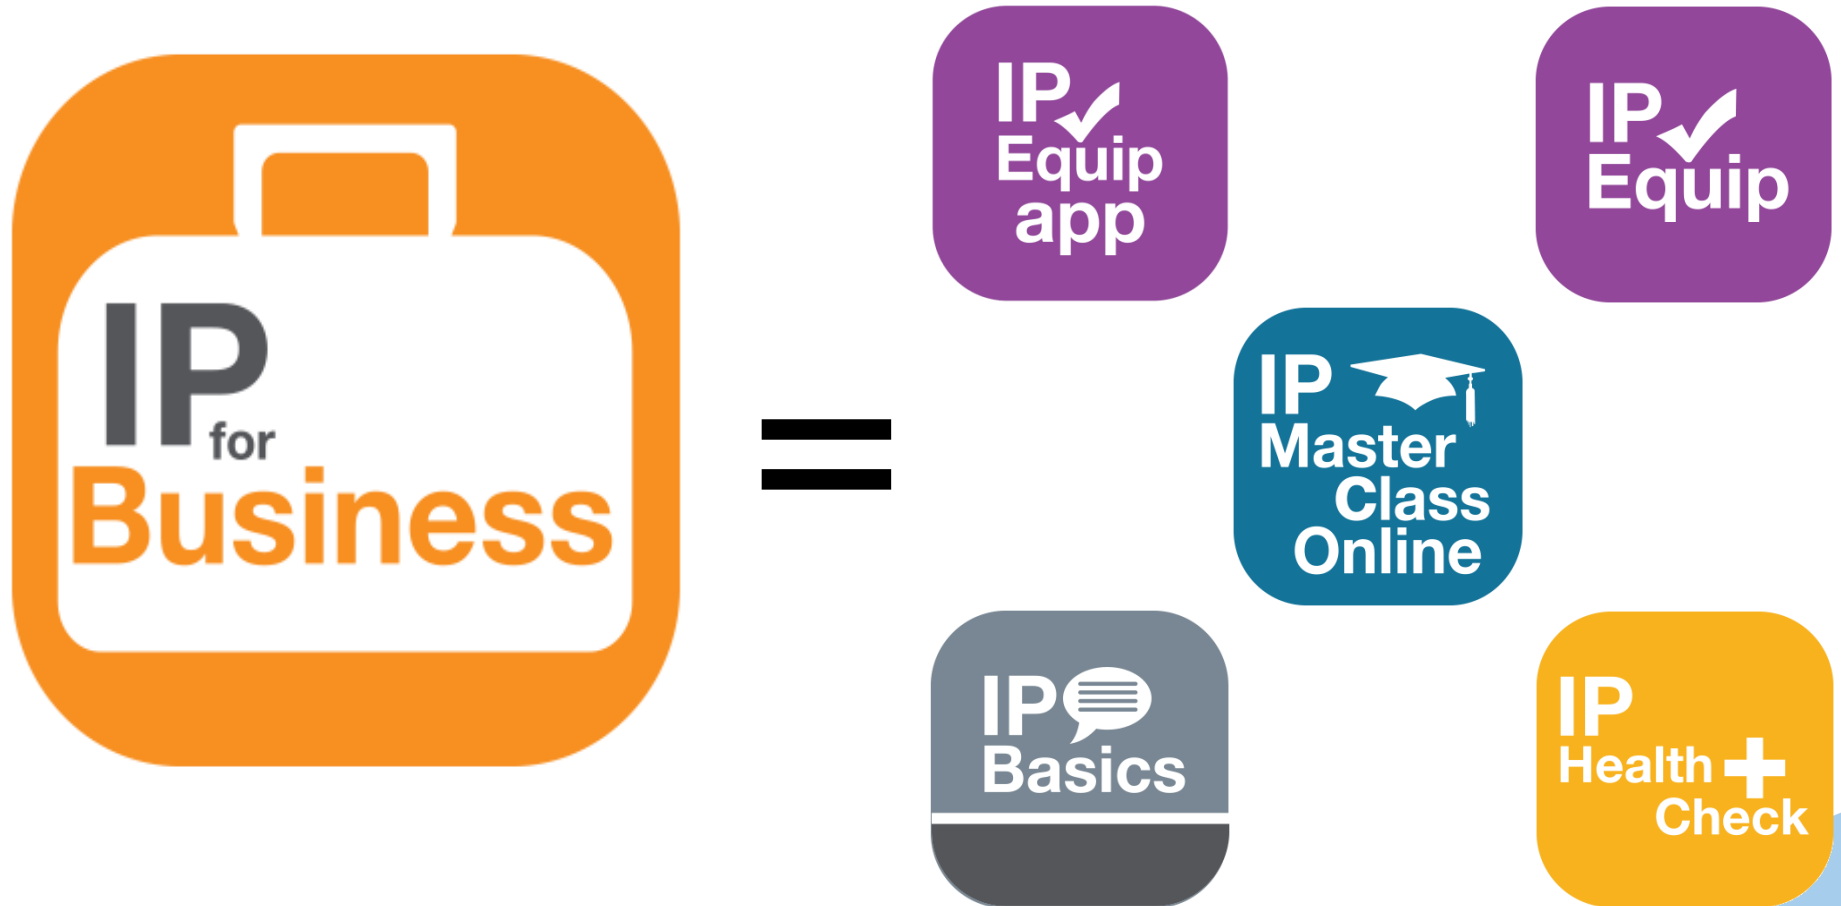 IP
for
Business
=
IP
Equip
app
IP
Equip
IP
Master
Class
Online
IP
Basics
IP
Health
Check